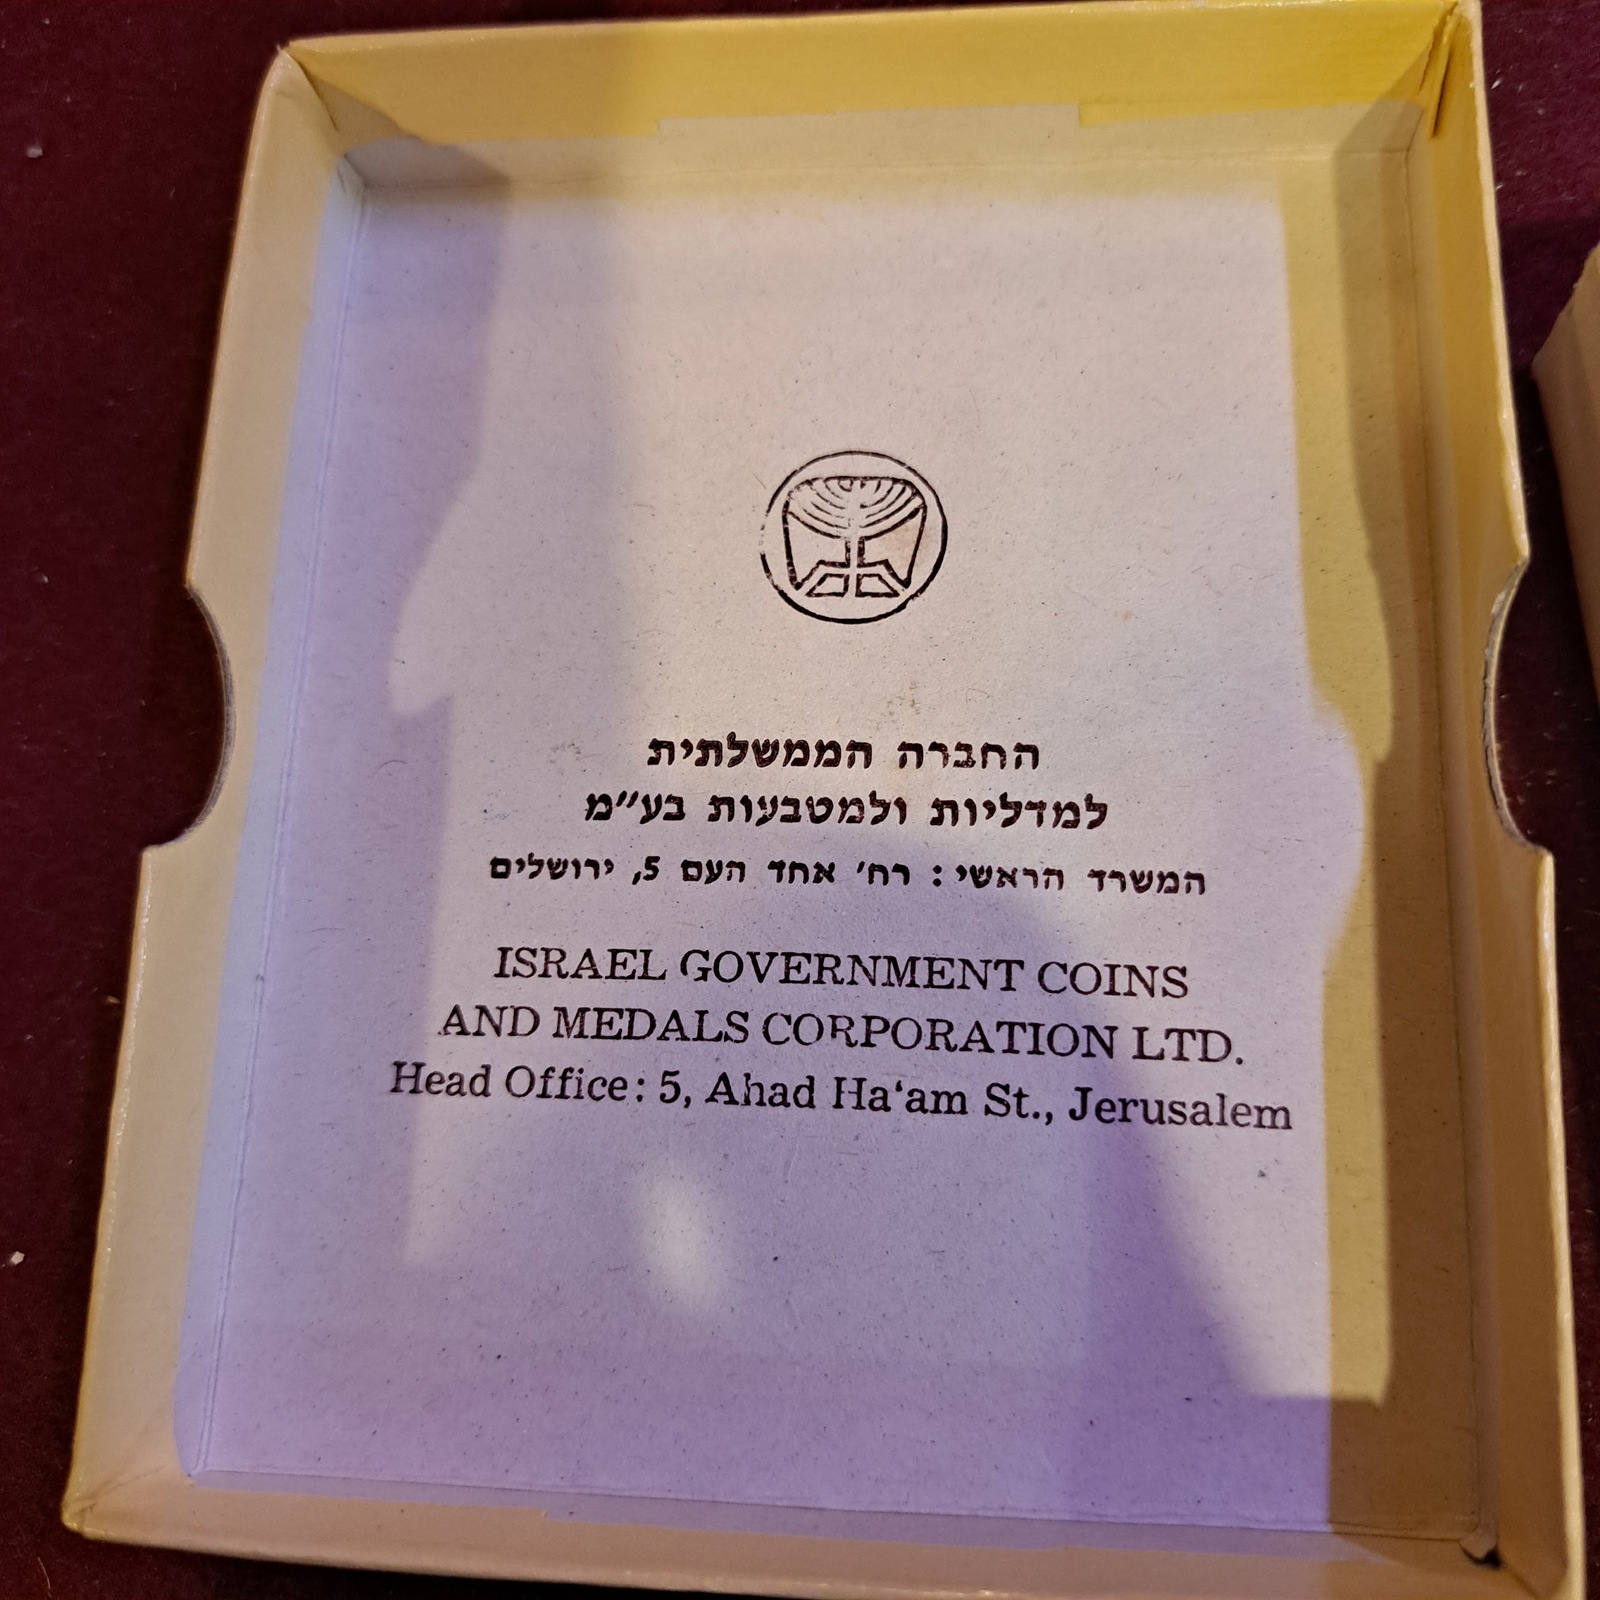 החברה הממשלתית
למדליות ולמטבעות בע״מ
המשרד הראשי: רח׳ אחד העם 5, ירושלים
ISRAEL GOVERNMENT COINS
AND MEDALS CORPORATION LTD.
Head Office: 5, Ahad Ha‘am St., Jerusalem